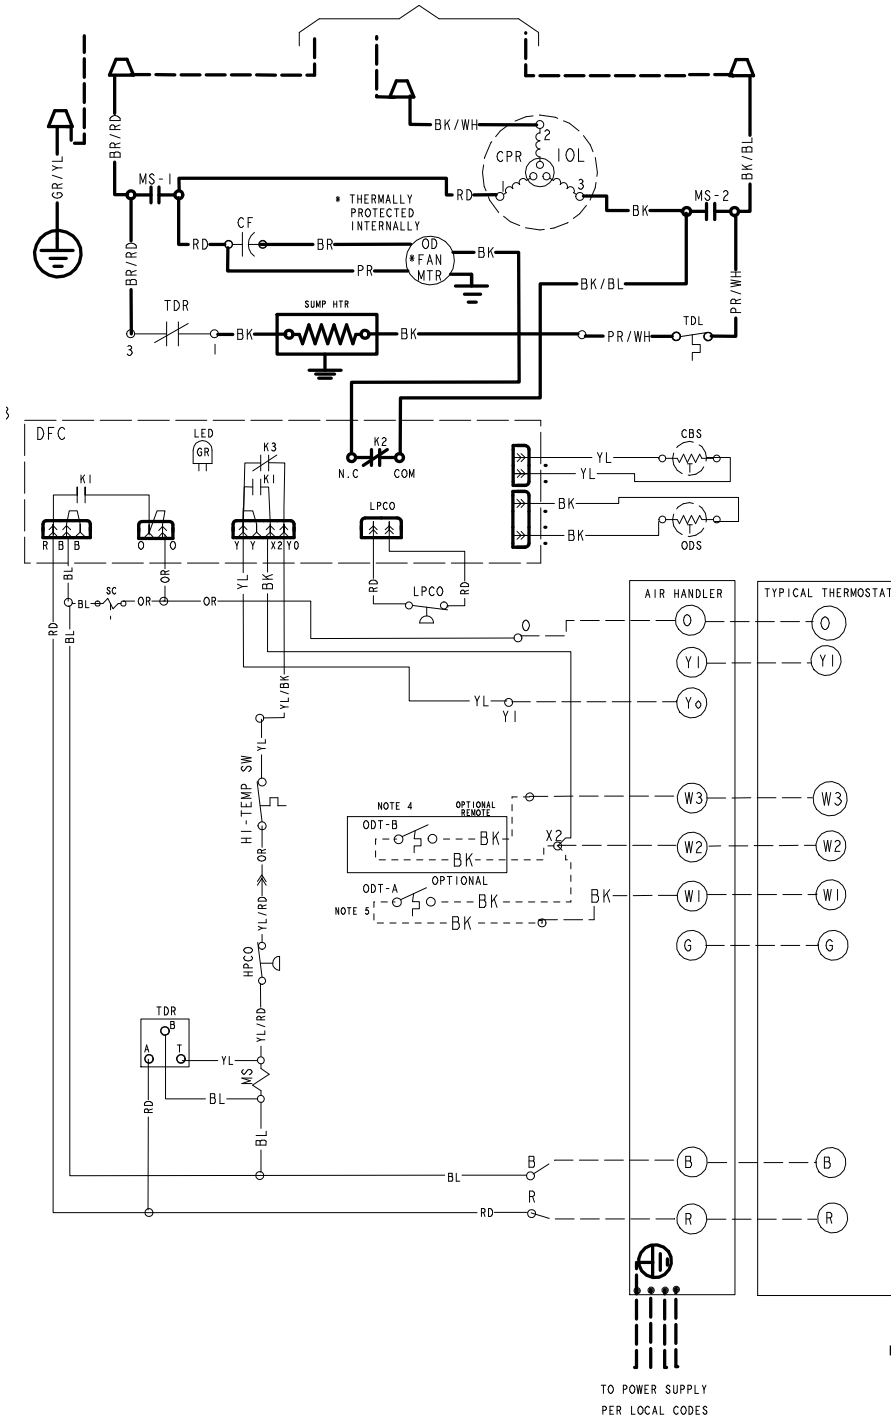 BK/WH
2
CPR IOL
BR/RD
BK/BL
GR/YL
MS-1
1
3
RD
MS-2
* THERMALLY
PROTECTED
INTERNALLY
BK
CF
RD
BR
OD
*FAN
MTR
BK
BR/RD
PR
BK/BL
PR/WH
TDR
SUMP HTR
TDL
BK
BK
PR/WH
3
1
DFC
LED
GR
K3
K2
CBS
N.C
COM
YL
YL
K1
K1
LPCO
BK
BK
ODS
R B B
O O
Y Y X2 YO
BL
OR
YL
BK
RD
RD
SC
LPCO
AIR HANDLER
TYPICAL THERMOSTAT
BL
OR
OR
RD
BL
O
O
O
Y1
Y1
YL/BK
YL
Y1
Yo
YL
HI-TEMP SW
NOTE 4
OPTIONAL
REMOTE
W3
W3
ODT-B
BK
X2
OR
BK
W2
W2
ODT-A
OPTIONAL
BK
BK
W1
W1
NOTE 5
BK
YL/RD
G
G
HPCO
TDR
B
YL/RD
A
T
YL
MS
BL
RD
BL
B
B
B
BL
R
RD
R
R
TO POWER SUPPLY
PER LOCAL CODES